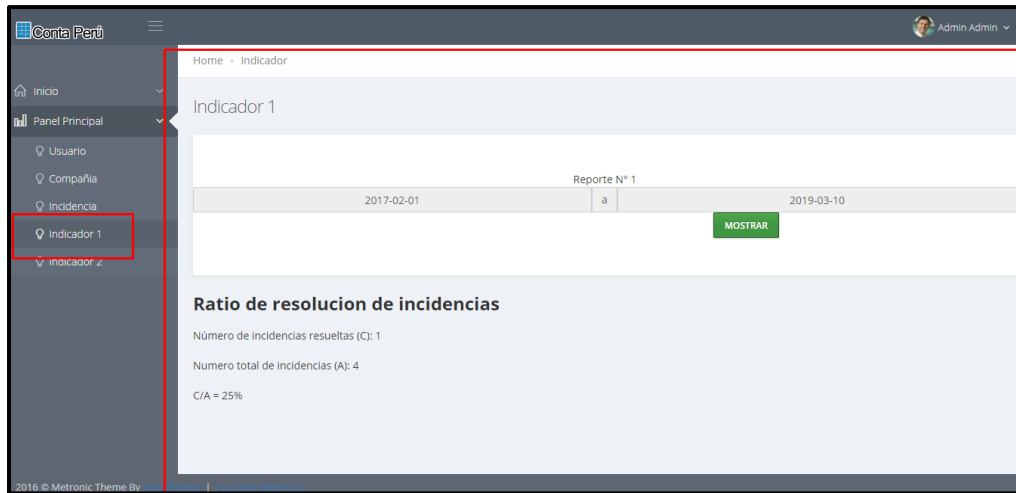 Conta Perú
Admin Admin
Home Indicador
Inicio
Panel Principal
Usuario
Compañia
Incidencia
Indicador 1
Indicador 2
Indicador 1
Reporte N° 1
2017-02-01 a 2019-03-10
MOSTRAR
Ratio de resolucion de incidencias
Número de incidencias resueltas (C): 1
Numero total de incidencias (A): 4
C/A = 25%
2016 © Metronic Theme By |